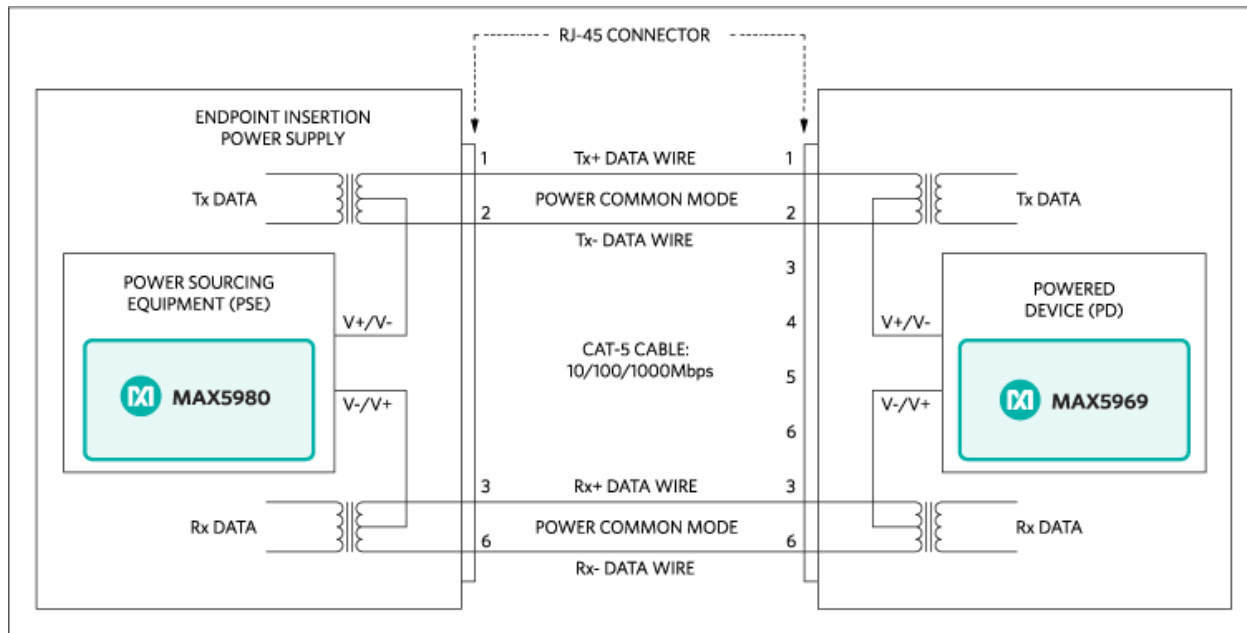 RJ-45 CONNECTOR
ENDPOINT INSERTION
POWER SUPPLY
1
Tx+ DATA WIRE
1
Tx DATA
POWER COMMON MODE
Tx DATA
2
2
Tx- DATA WIRE
3
POWER SOURCING
EQUIPMENT (PSE)
POWERED
DEVICE (PD)
V+/V-
4
V+/V-
CAT-5 CABLE:
10/100/1000Mbps
5
MAX5980
V-/V+
V-/V+
MAX5969
6
3
Rx+ DATA WIRE
3
Rx DATA
POWER COMMON MODE
Rx DATA
6
6
Rx- DATA WIRE